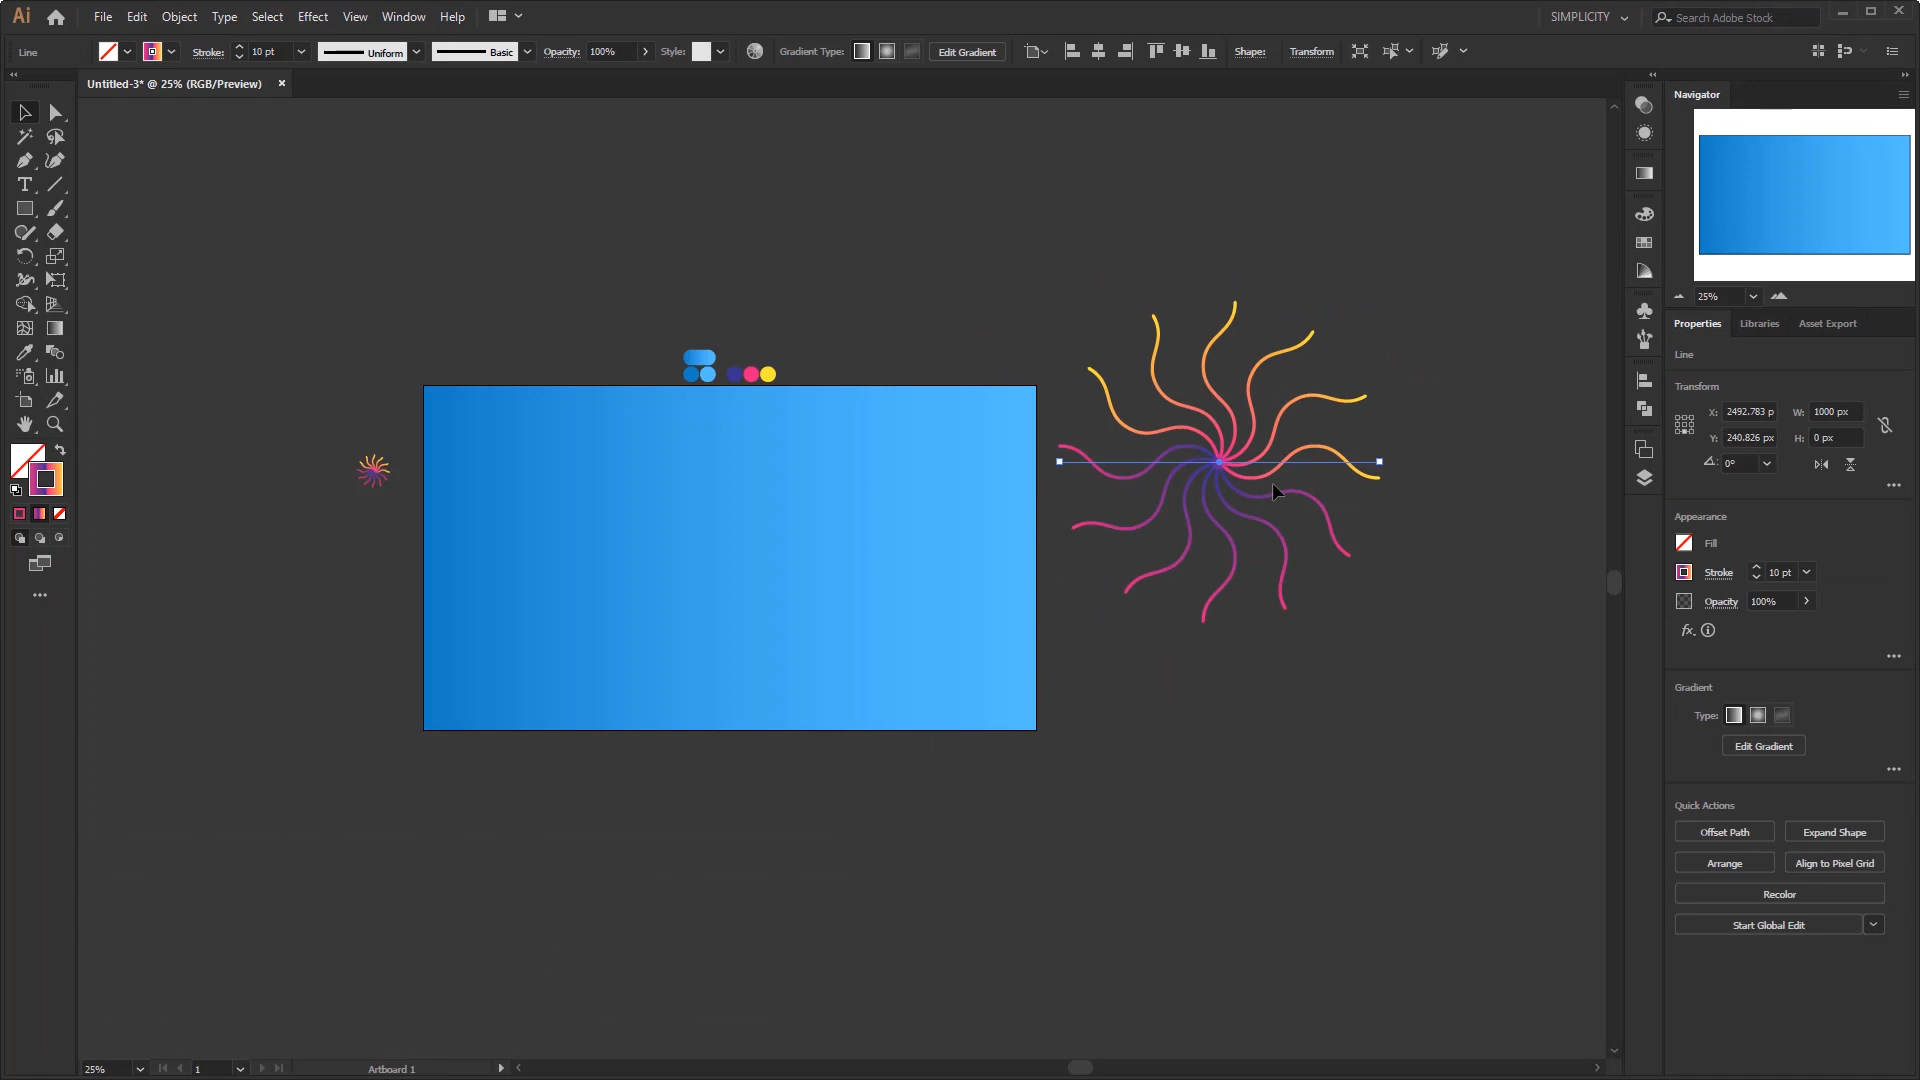 Ai File Edit Object Type Select Effect View Window Help SIMPLICITY Search Adobe Stock
Line Stroke: 10 pt Uniform Basic Opacity: 100% Style: Gradient Type: Edit Gradient Shape: Transform
Untitled-3* @ 25% (RGB/Preview)
Navigator
25%
Properties Libraries Asset Export
Line
Transform
X: 2492.783 p W: 1000 px
Y: 240.826 px H: 0 px
0°
Appearance
Fill
Stroke 10 pt
Opacity 100%
fx
Gradient
Type:
Edit Gradient
Quick Actions
Offset Path Expand Shape
Arrange Align to Pixel Grid
Recolor
Start Global Edit
25% 1 Artboard 1